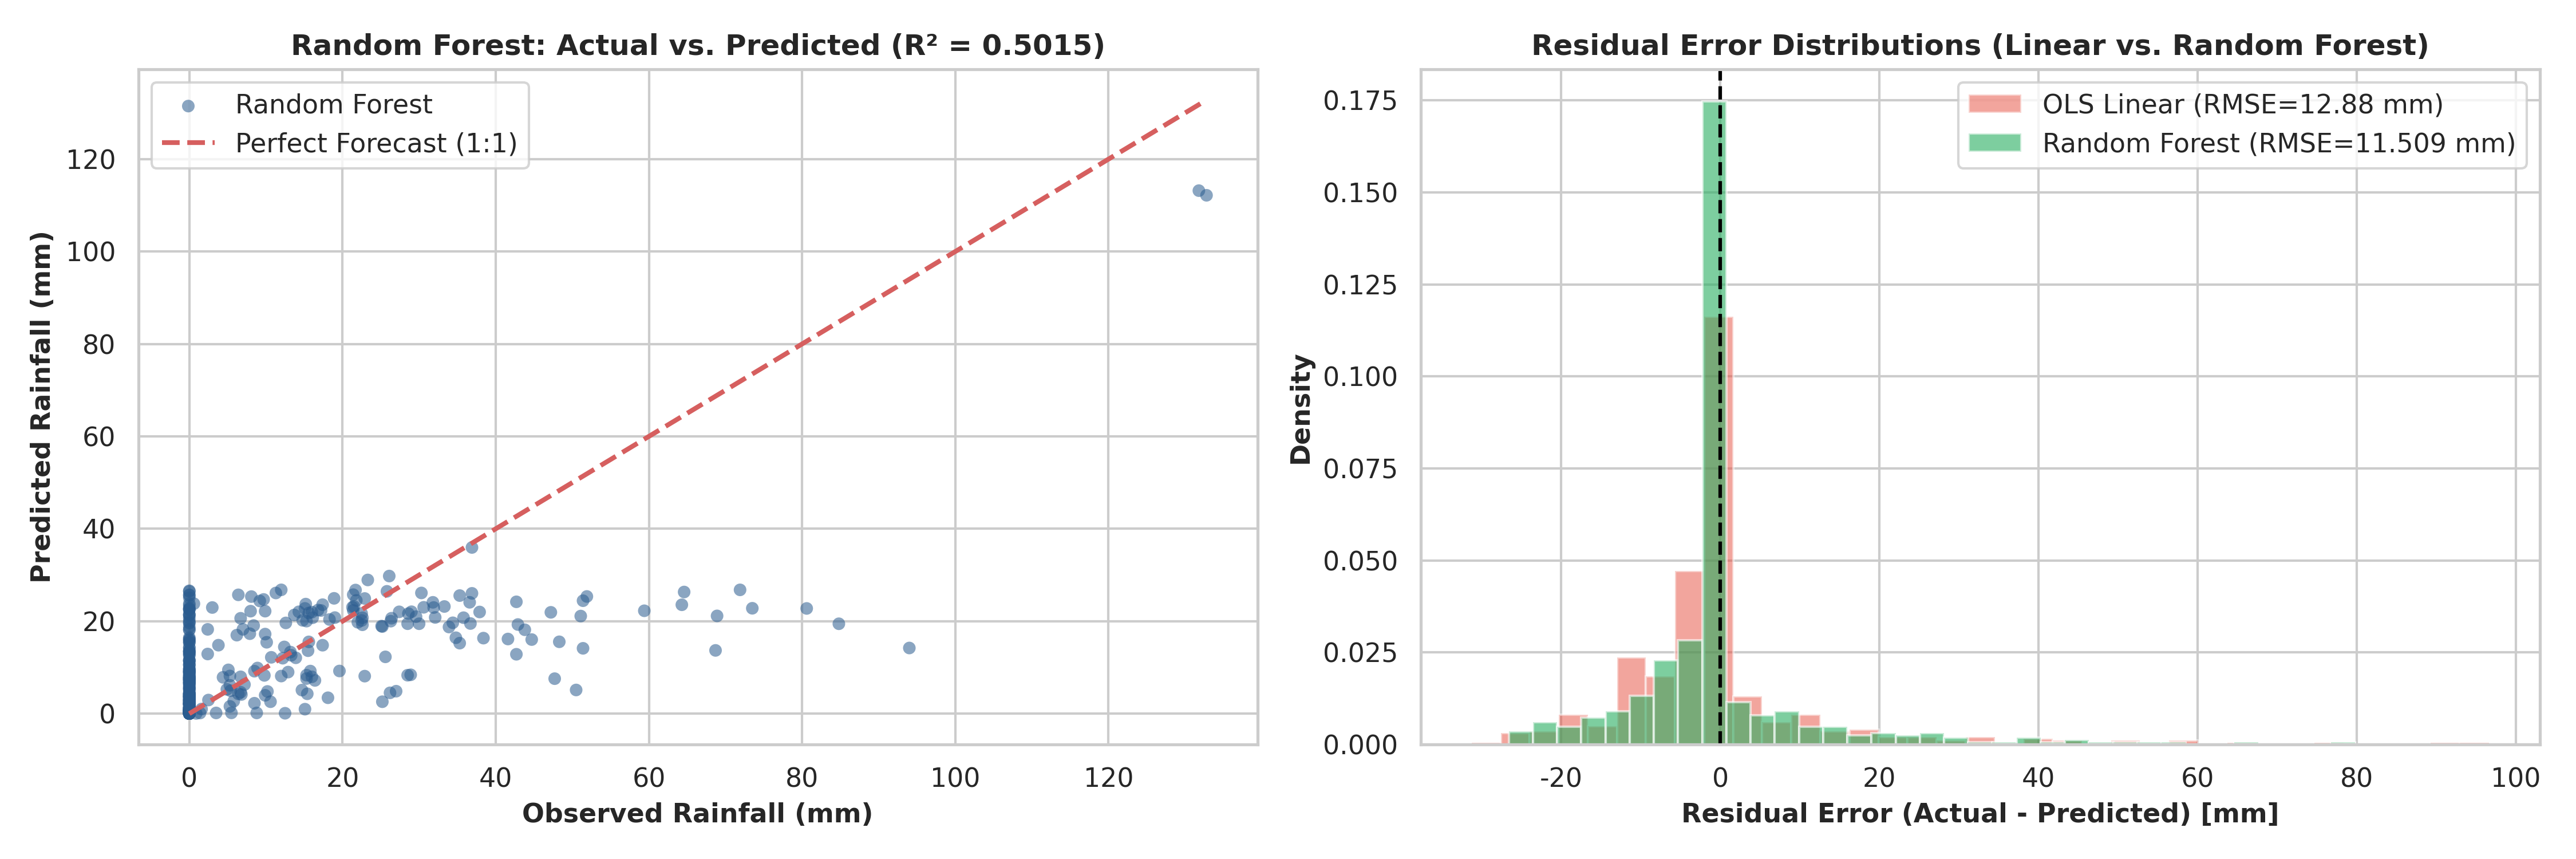 Random Forest: Actual vs. Predicted (R² = 0.5015)
Random Forest
Perfect Forecast (1:1)
Predicted Rainfall (mm)
120
100
80
60
40
20
0
0 20 40 60 80 100 120
Observed Rainfall (mm)
Residual Error Distributions (Linear vs. Random Forest)
OLS Linear (RMSE=12.88 mm)
Random Forest (RMSE=11.509 mm)
Density
0.175
0.150
0.125
0.100
0.075
0.050
0.025
0.000
-20 0 20 40 60 80 100
Residual Error (Actual - Predicted) [mm]